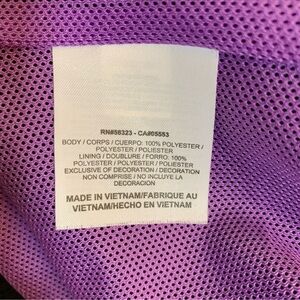 RN#56323 - CA#05553
BODY / CORPS / CUERPO: 100% POLYESTER /
POLYESTER / POLIESTER
LINING / DOUBLURE / FORRO: 100%
POLYESTER / POLYESTER / POLIESTER
EXCLUSIVE OF DECORATION / DECORATION
NON COMPRISE / NO INCLUYE LA
DECORACION
MADE IN VIETNAM/FABRIQUE AU
VIETNAM/HECHO EN VIETNAM